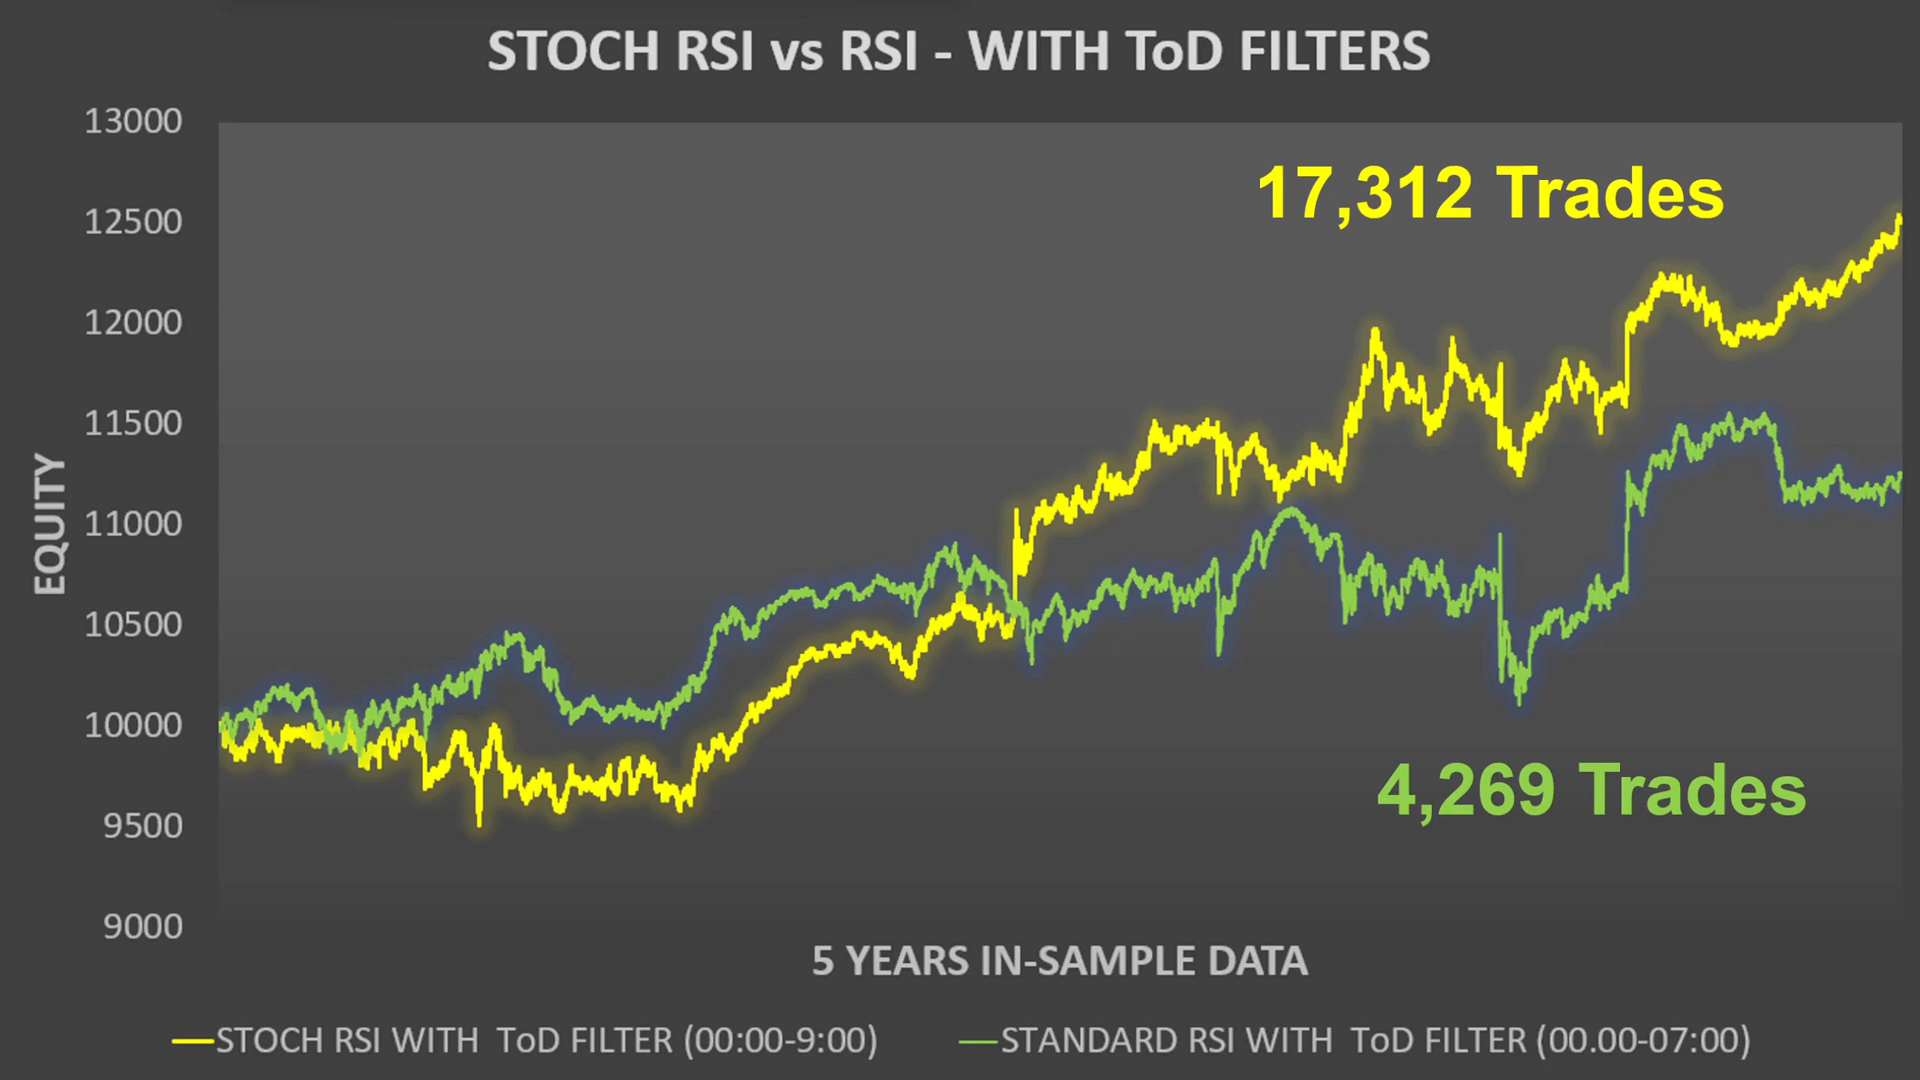 STOCH RSI vs RSI - WITH ToD FILTERS
13000
12500
12000
11500
11000
10500
10000
9500
9000
EQUITY
17,312 Trades
4,269 Trades
5 YEARS IN-SAMPLE DATA
STOCH RSI WITH  ToD FILTER (00:00-9:00)
STANDARD RSI WITH  ToD FILTER (00.00-07:00)